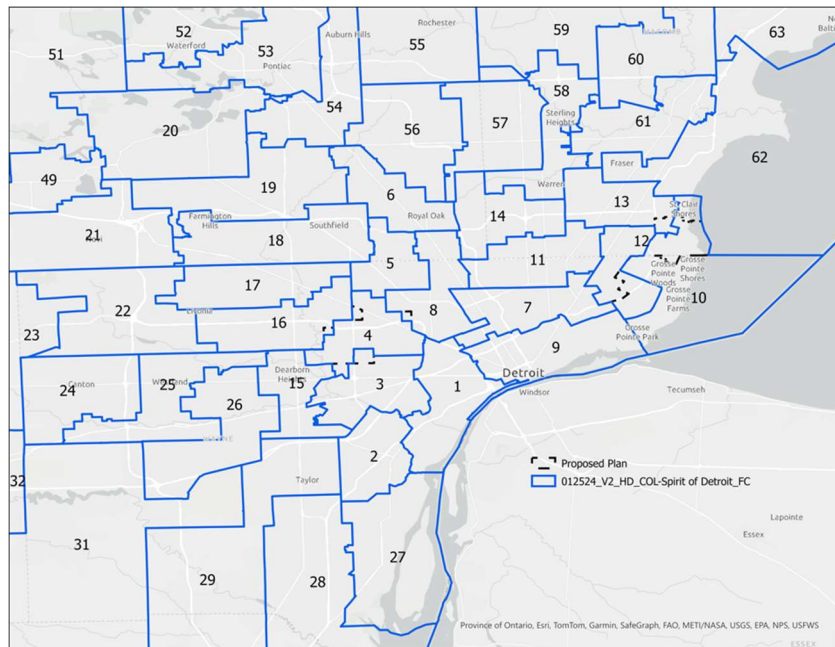 51
52
Waterford
53
Pontiac
Auburn Hills
Rochester
55
59
60
63
54
20
56
57
58
Sterling
Heights
61
62
49
19
6
Fraser
Warren
13
St Clair
Shores
21
Farmington
Hills
Southfield
Royal Oak
14
18
5
11
12
Grosse
Pointe
Woods
Grosse
Pointe
Shores
Grosse
Pointe
Farms
10
17
22
Livonia
16
8
7
23
4
9
Grosse
Pointe Park
Dearborn
Heights
15
Detroit
24
Canton
25
26
3
1
Windsor
Tecumseh
2
Proposed Plan
012524_V2_HD_COL-Spirit of Detroit_FC
32
Taylor
Lapointe
Essex
31
27
29
28
Province of Ontario, Esri, TomTom, Garmin, SafeGraph, FAO, METI/NASA, USGS, EPA, NPS, USFWS
ESSEX